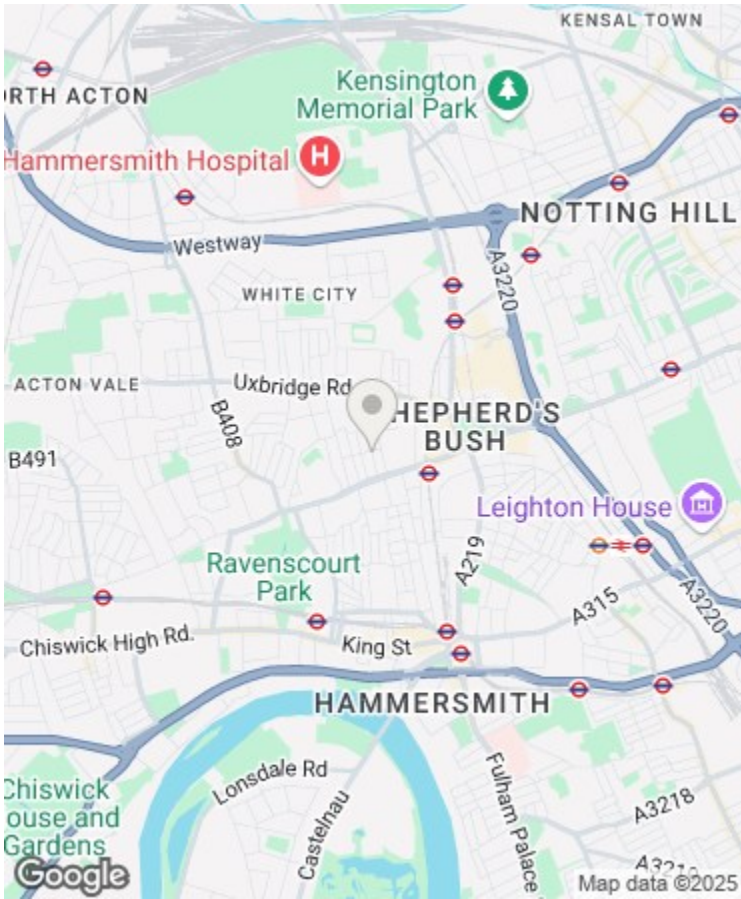 KENSAL TOWN
Kensington
Memorial Park
ORTH ACTON
Hammersmith Hospital
H
NOTTING HILL
Westway
A3220
WHITE CITY
ACTON VALE
Uxbridge Rd
HEPHERD'S
BUSH
B408
B491
Leighton House
A219
Ravenscourt
Park
A315
A3220
Chiswick High Rd.
King St
HAMMERSMITH
Lonsdale Rd
Chiswick
ouse and
Gardens
Castelnau
Fulham Palace
A3218
A3219
Google
Map data ©2025